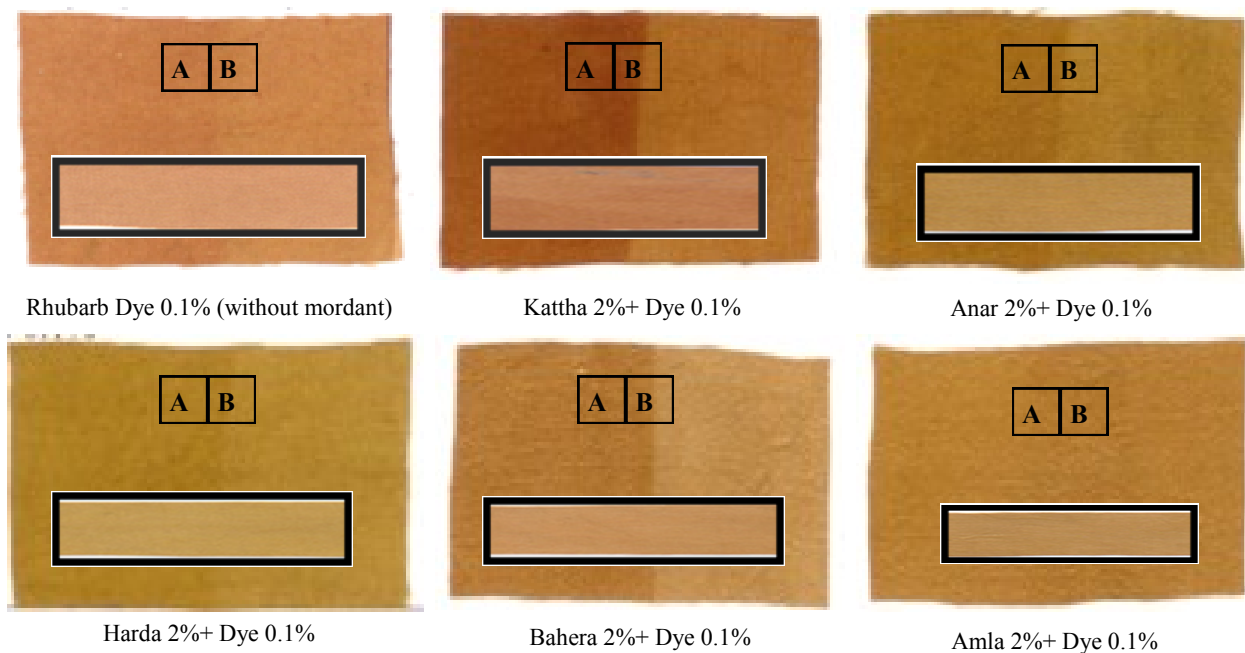 A B
A B
A B
Rhubarb Dye 0.1% (without mordant)
Kattha 2%+ Dye 0.1%
Anar 2%+ Dye 0.1%
A B
A B
A B
Harda 2%+ Dye 0.1%
Bahera 2%+ Dye 0.1%
Amla 2%+ Dye 0.1%